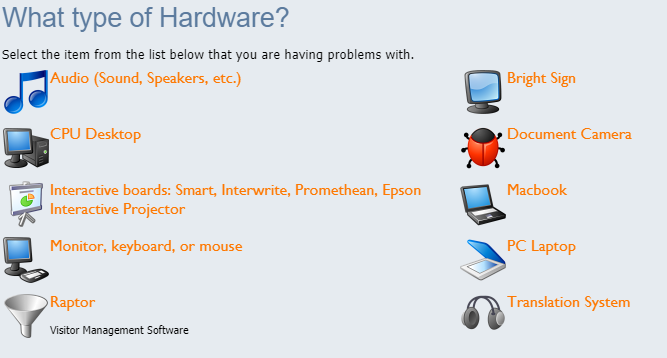 What type of Hardware?
Select the item from the list below that you are having problems with.
Audio (Sound, Speakers, etc.)
Bright Sign
CPU Desktop
Document Camera
Interactive boards: Smart, Interwrite, Promethean, Epson
Interactive Projector
Macbook
Monitor, keyboard, or mouse
PC Laptop
Raptor
Visitor Management Software
Translation System